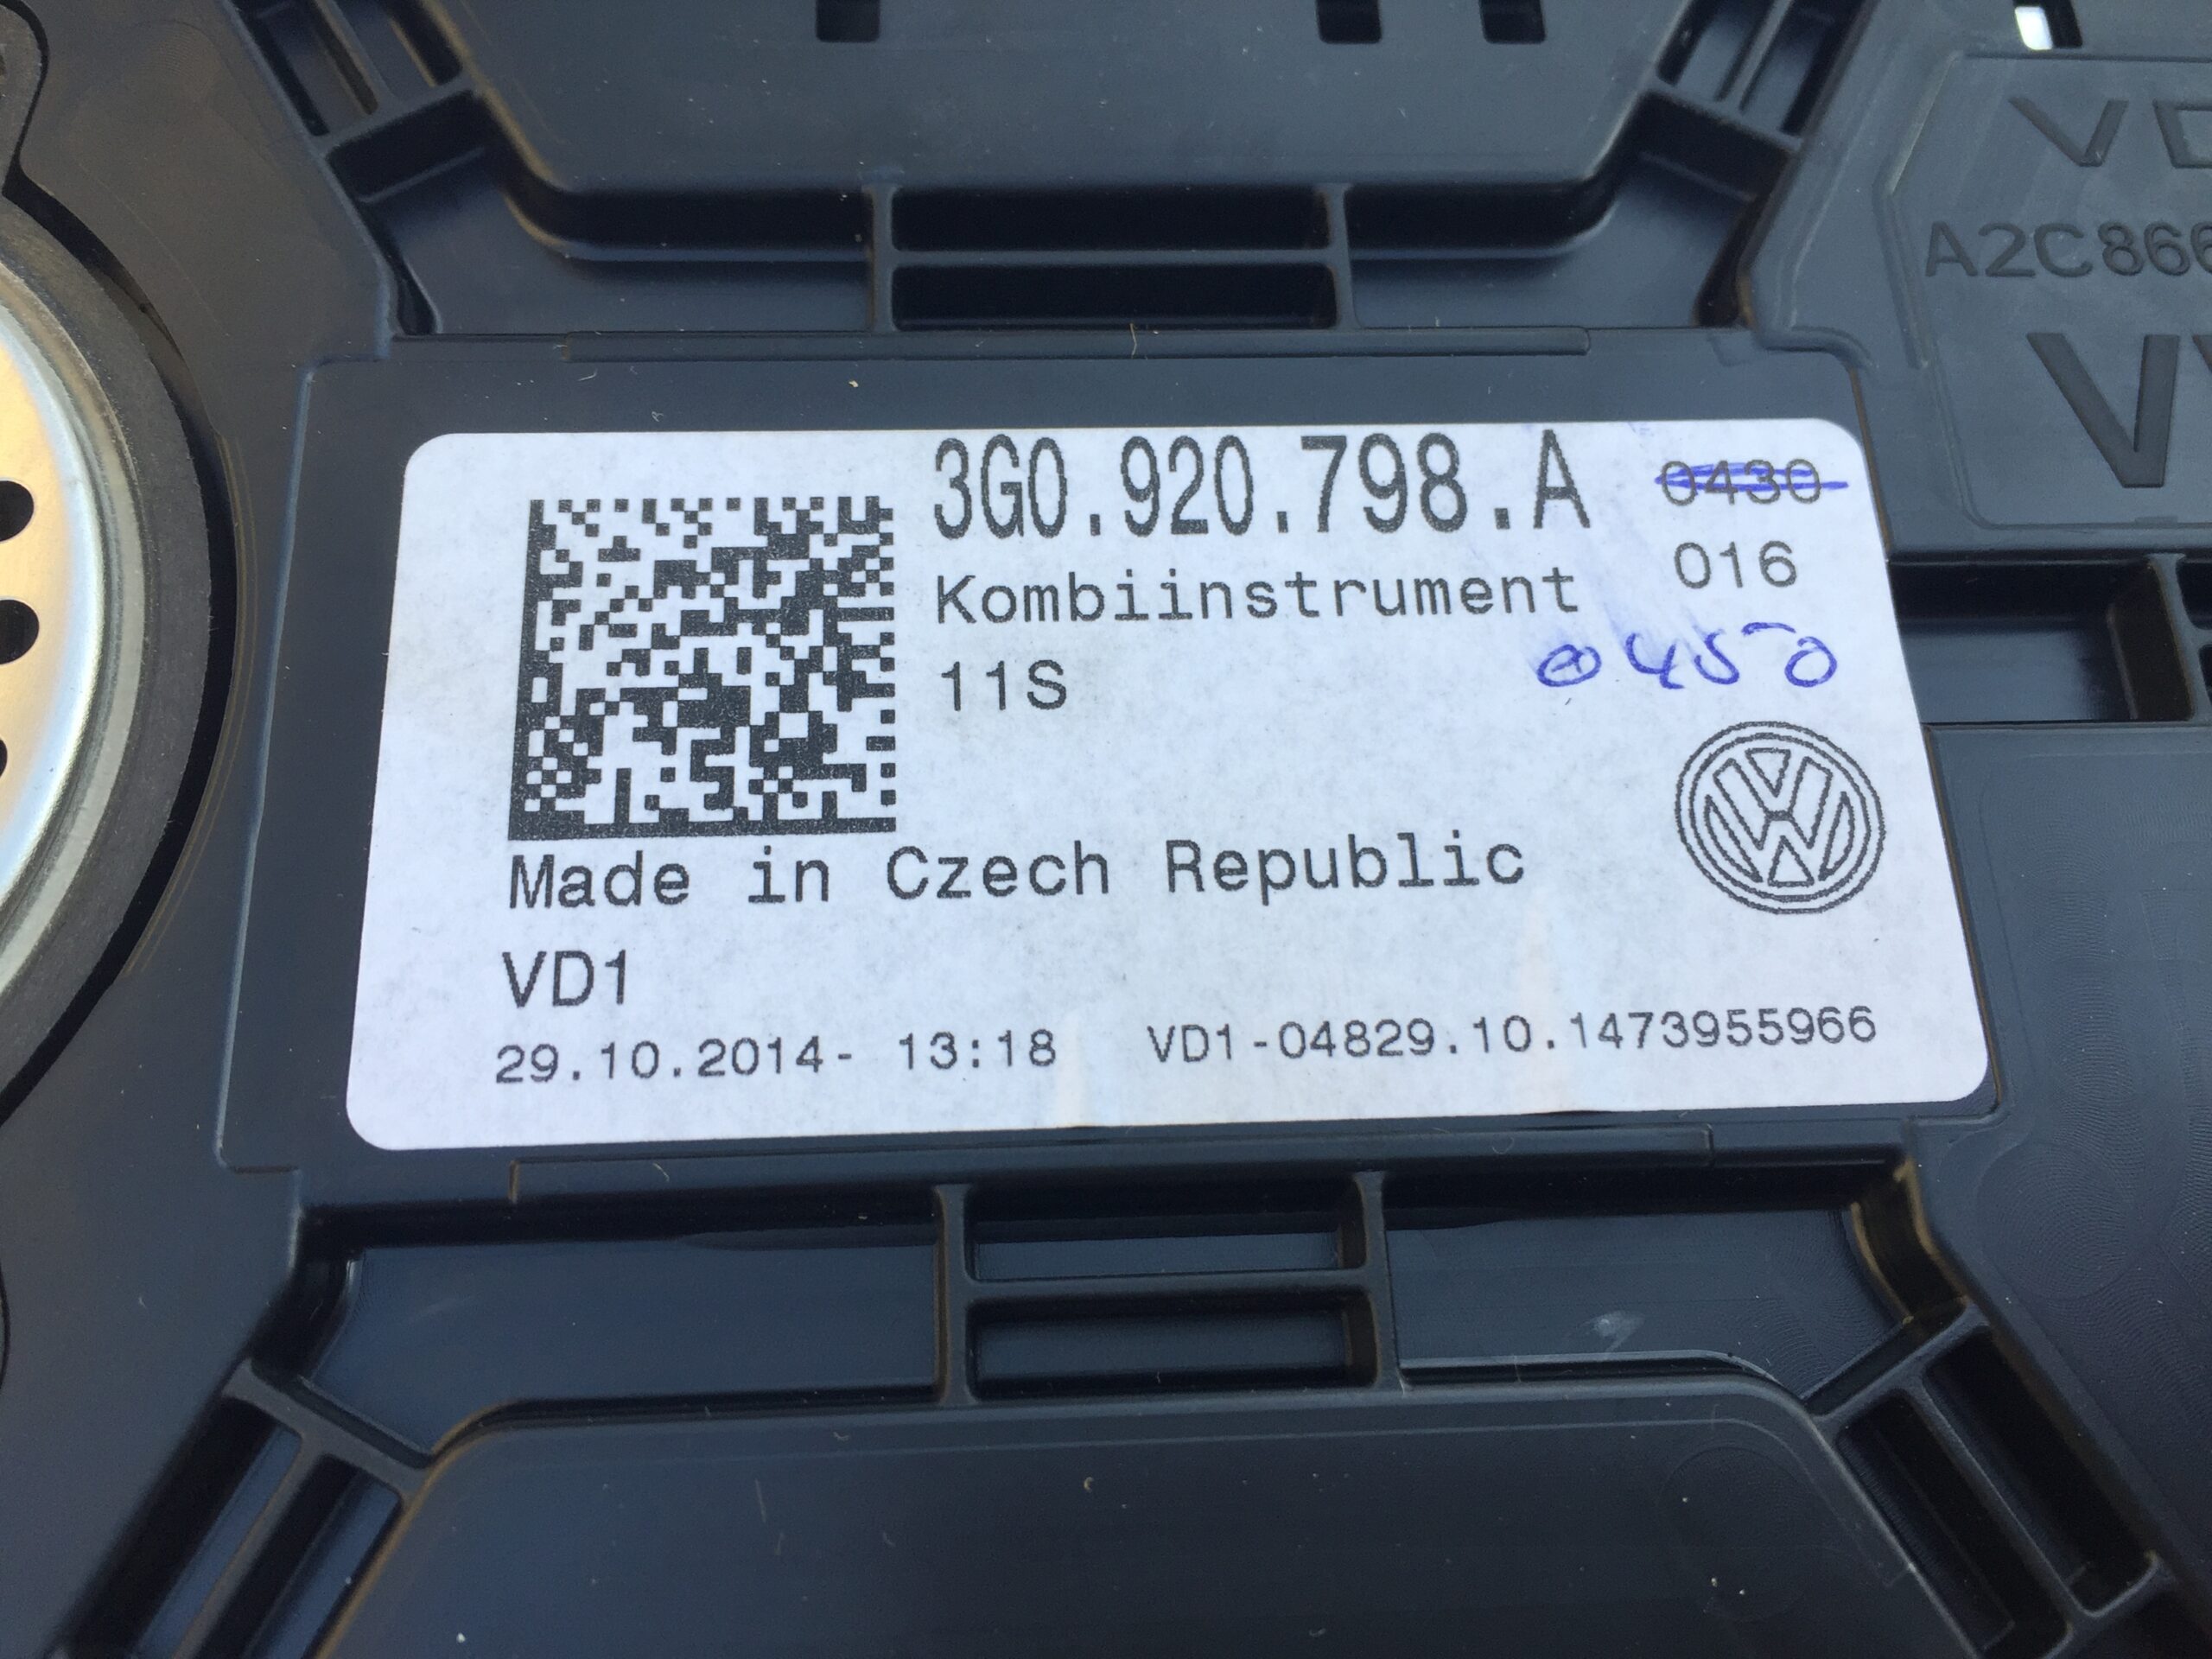 3G0.920.798.A 0430
Kombiinstrument 016
11S 0450
Made in Czech Republic
VD1
29.10.2014- 13:18 VD1-04829.10.1473955966
A2C866